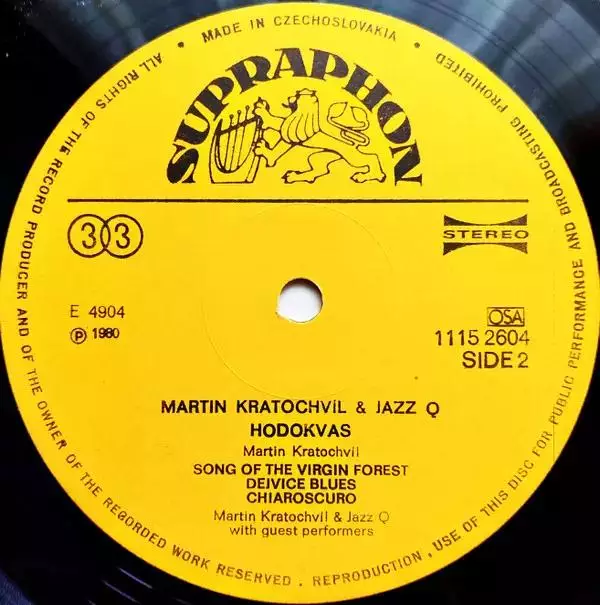 ALL RIGHTS OF THE RECORD PRODUCER AND OF THE OWNER OF THE REGORDED WORK RESERVED . REPRODUCTION , USE OF THIS DISC FOR PUBLIC PERFORMANCE AND BROADCASTING PROHIBITED • MADE IN CZECHOSLOVAKIA •
SUPRAPHON
33
STEREO
E 4904
OSA
℗ 1980
1115 2604
SIDE 2
MARTIN KRATOCHVíL & JAZZ Q
HODOKVAS
Martin Kratochvíl
SONG OF THE VIRGIN FOREST
DEJVICE BLUES
CHIAROSCURO
Martin Kratochvíl & Jazz Q
with guest performers